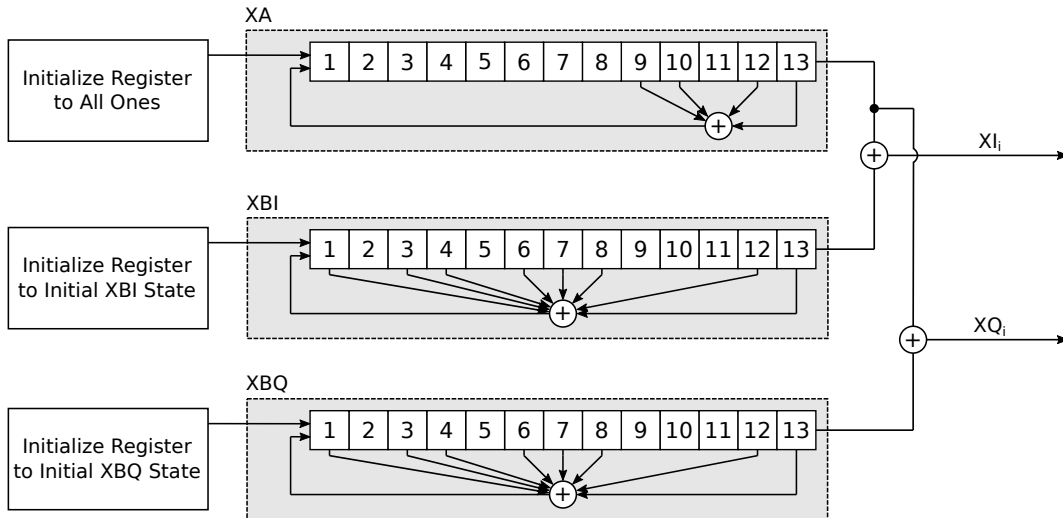 XA
Initialize Register
to All Ones
1 2 3 4 5 6 7 8 9 10 11 12 13
+
+
XIi
XBI
Initialize Register
to Initial XBI State
1 2 3 4 5 6 7 8 9 10 11 12 13
+
+
XQi
XBQ
Initialize Register
to Initial XBQ State
1 2 3 4 5 6 7 8 9 10 11 12 13
+